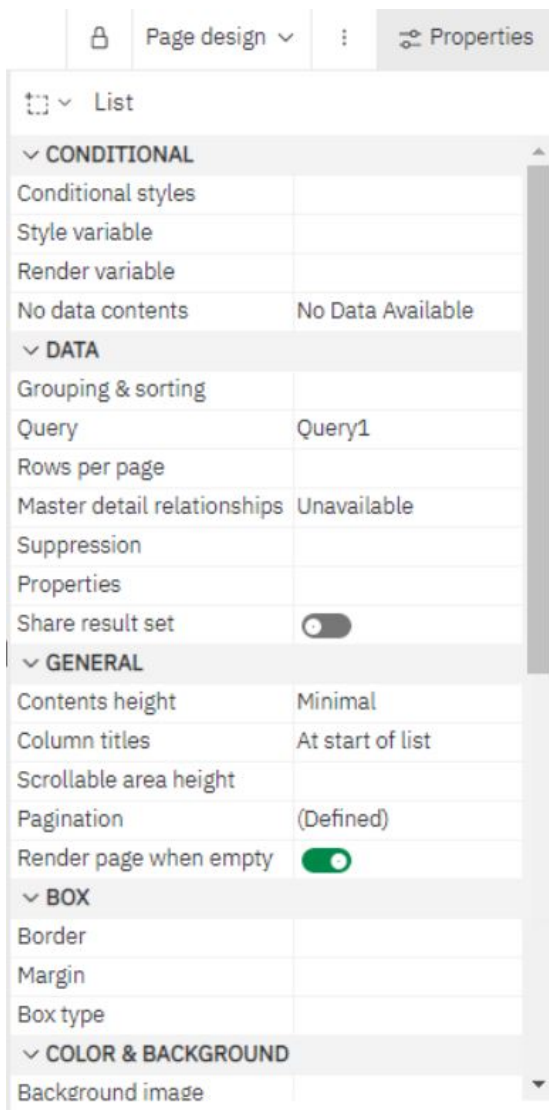 Page design Properties
List
CONDITIONAL
Conditional styles
Style variable
Render variable
No data contents No Data Available
DATA
Grouping & sorting
Query Query1
Rows per page
Master detail relationships Unavailable
Suppression
Properties
Share result set
GENERAL
Contents height Minimal
Column titles At start of list
Scrollable area height
Pagination (Defined)
Render page when empty
BOX
Border
Margin
Box type
COLOR & BACKGROUND
Background image